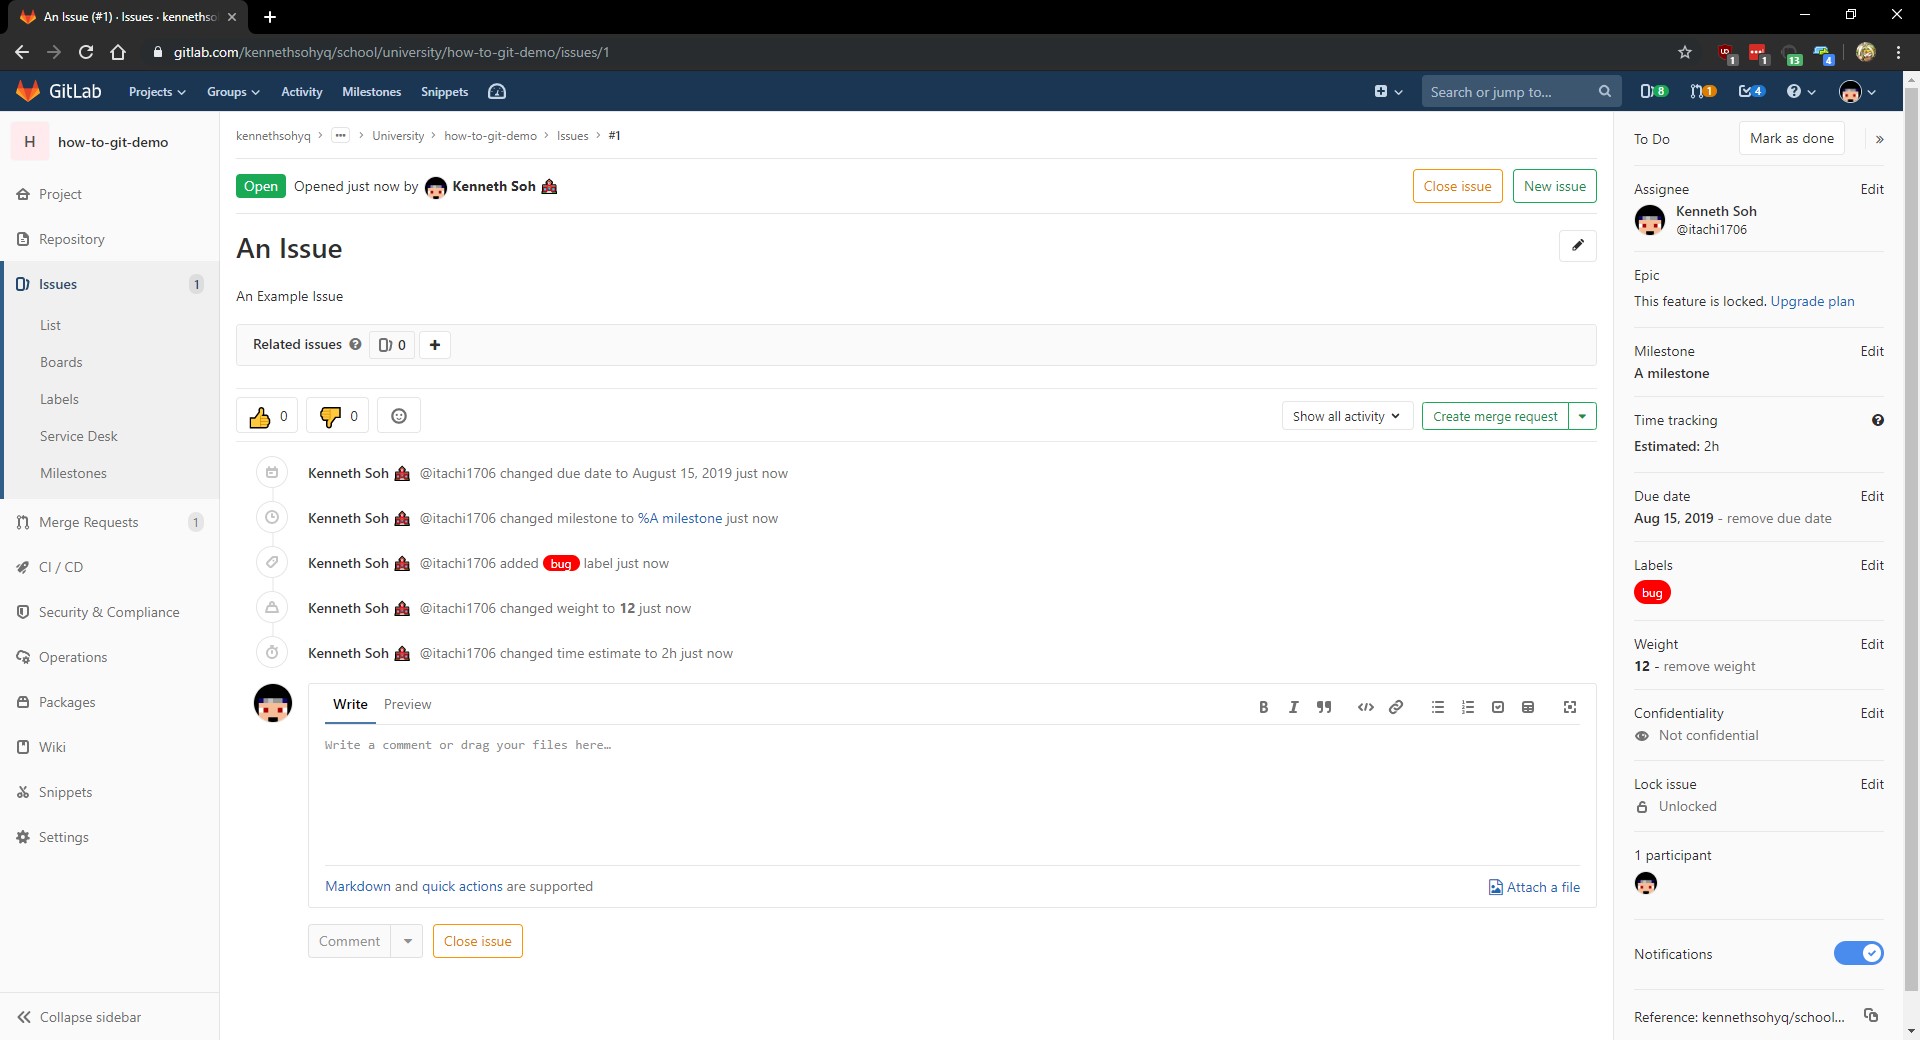 An Issue (#1) · Issues · kennethso
gitlab.com/kennethsohyq/school/university/how-to-git-demo/issues/1
1 1 13 4
GitLab Projects Groups Activity Milestones Snippets Search or jump to... 8 1 4
H how-to-git-demo
Project
Repository
Issues 1
List
Boards
Labels
Service Desk
Milestones
Merge Requests 1
CI / CD
Security & Compliance
Operations
Packages
Wiki
Snippets
Settings
Collapse sidebar
kennethsohyq › ... › University › how-to-git-demo › Issues › #1
Open Opened just now by Kenneth Soh Close issue New issue
An Issue
An Example Issue
Related issues 0 +
0 0 Show all activity Create merge request
Kenneth Soh @itachi1706 changed due date to August 15, 2019 just now
Kenneth Soh @itachi1706 changed milestone to %A milestone just now
Kenneth Soh @itachi1706 added bug label just now
Kenneth Soh @itachi1706 changed weight to 12 just now
Kenneth Soh @itachi1706 changed time estimate to 2h just now
Write Preview
Write a comment or drag your files here…
Markdown and quick actions are supported Attach a file
Comment Close issue
To Do Mark as done »
Assignee Edit
Kenneth Soh
@itachi1706
Epic
This feature is locked. Upgrade plan
Milestone Edit
A milestone
Time tracking
Estimated: 2h
Due date Edit
Aug 15, 2019 - remove due date
Labels Edit
bug
Weight Edit
12 - remove weight
Confidentiality Edit
Not confidential
Lock issue Edit
Unlocked
1 participant
Notifications
Reference: kennethsohyq/school...